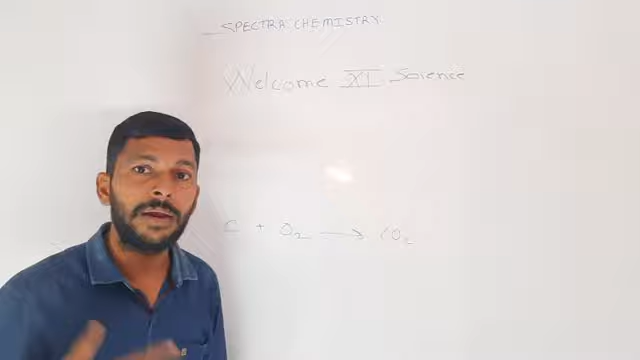 SPECTRA CHEMISTRY
Welcome XI Science
C + O₂ → CO₂